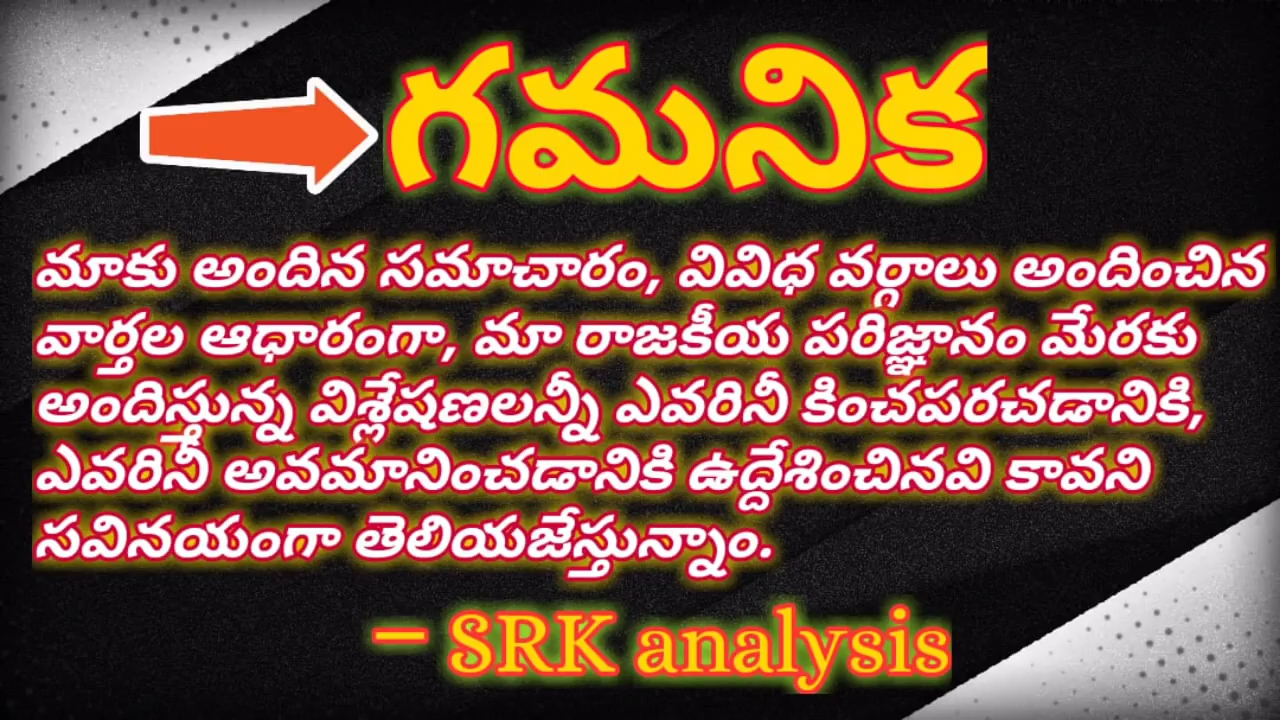 గమనిక
మాకు అందిన సమాచారం, వివిధ వర్గాలు అందించిన
వార్తల ఆధారంగా, మా రాజకీయ పరిజ్ఞానం మేరకు
అందిస్తున్న విశ్లేషణలన్నీ ఎవరినీ కించపరచడానికి,
ఎవరినీ అవమానించడానికి ఉద్దేశించినవి కావని
సవినయంగా తెలియజేస్తున్నాం.
– SRK analysis